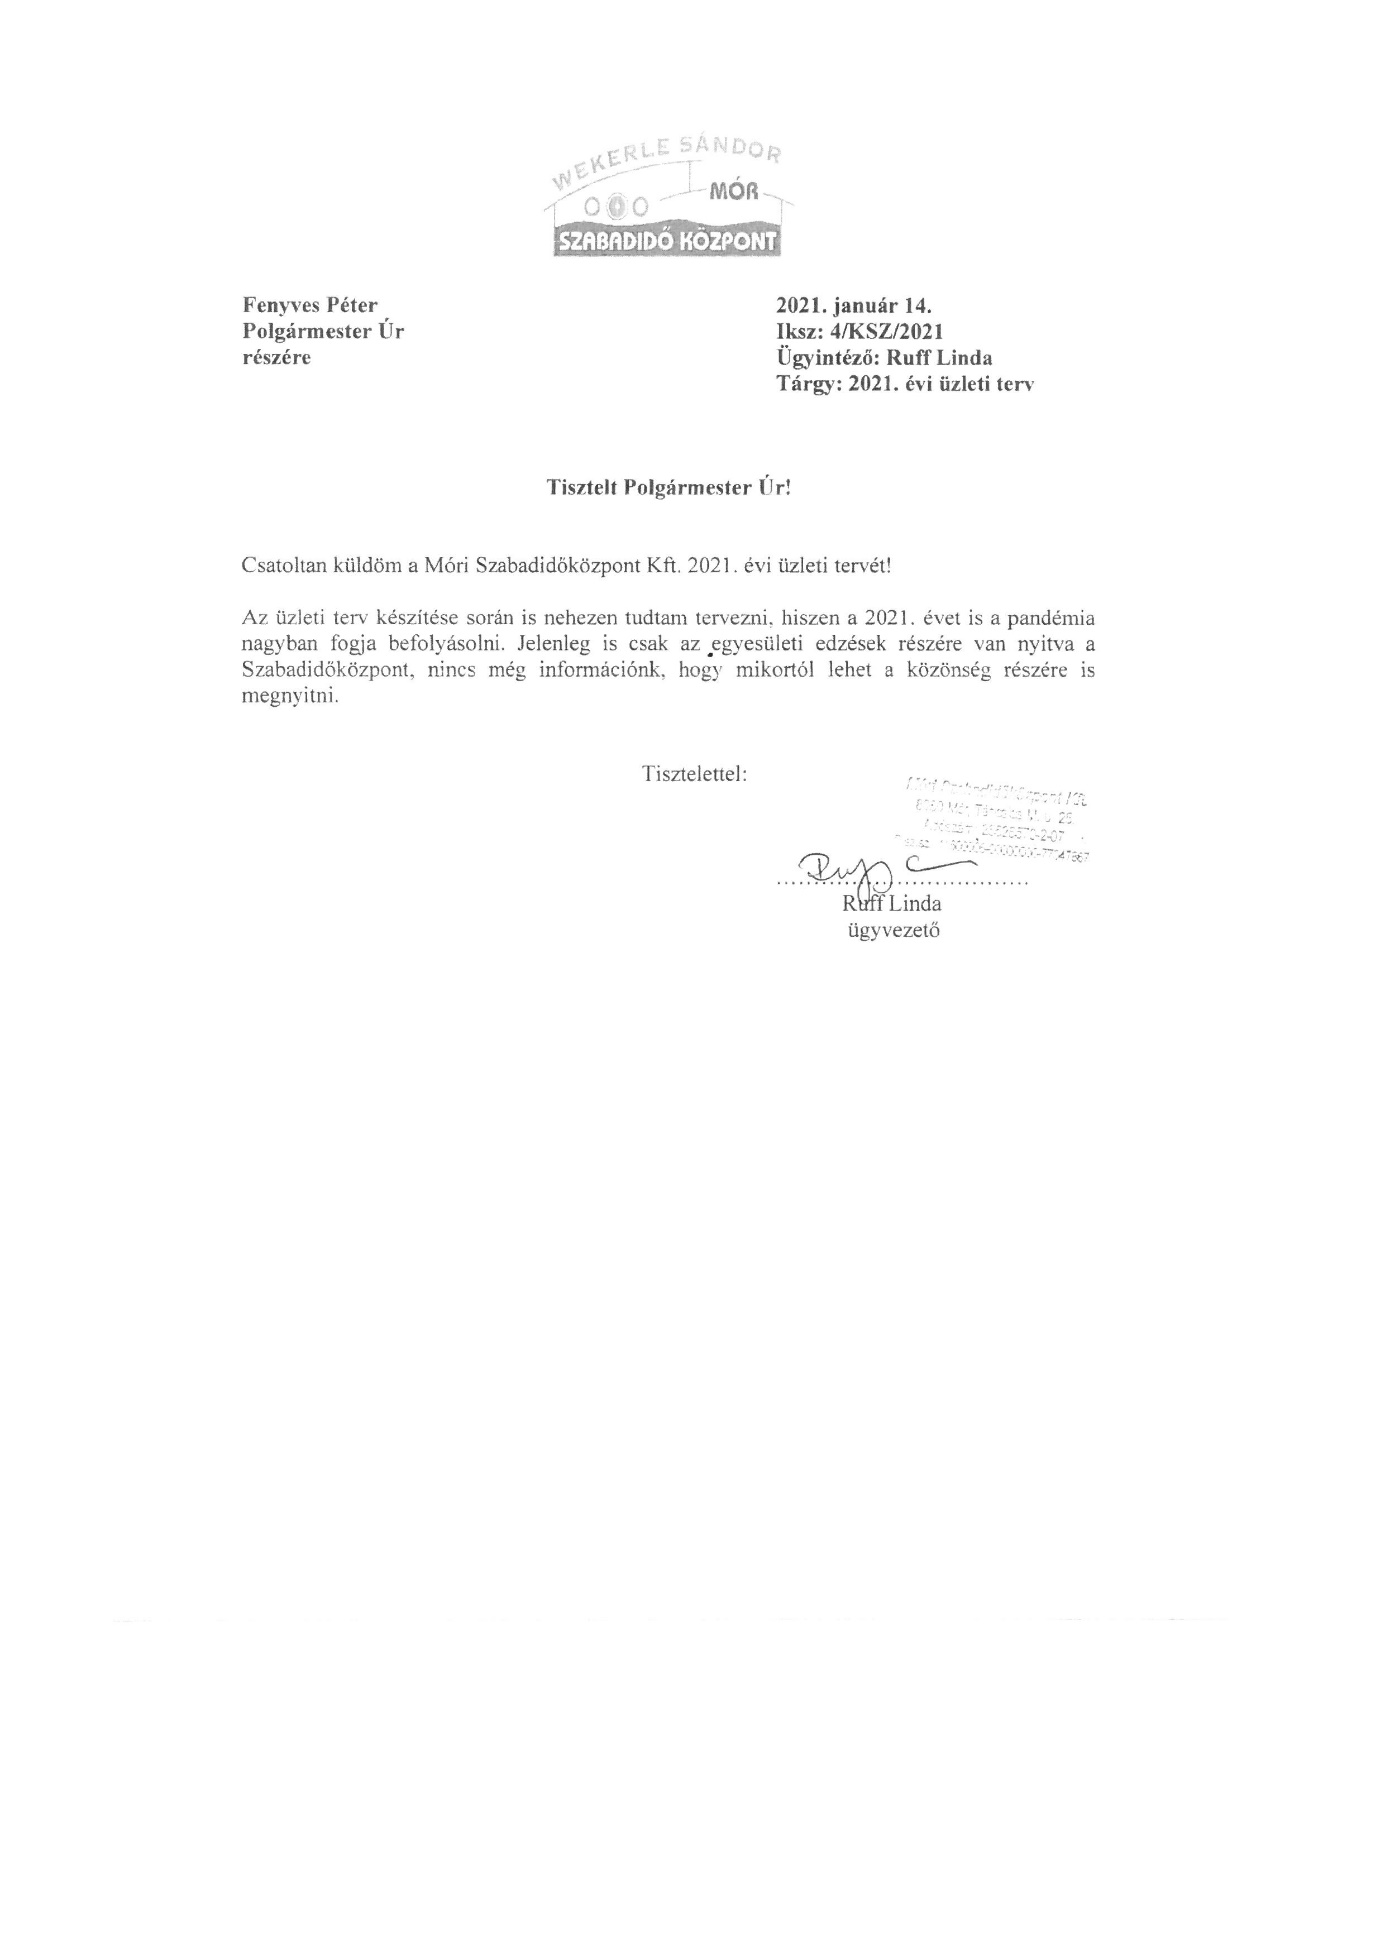 WEKERLE SÁNDOR
MÓR
SZABADIDŐ KÖZPONT
Fenyves Péter
Polgármester Úr
részére
2021. január 14.
Iksz: 4/KSZ/2021
Ügyintéző: Ruff Linda
Tárgy: 2021. évi üzleti terv
Tisztelt Polgármester Úr!
Csatoltan küldöm a Móri Szabadidőközpont Kft. 2021. évi üzleti tervét!
Az üzleti terv készítése során is nehezen tudtam tervezni, hiszen a 2021. évet is a pandémia
nagyban fogja befolyásolni. Jelenleg is csak az egyesületi edzések részére van nyitva a
Szabadidőközpont, nincs még információnk, hogy mikortól lehet a közönség részére is
megnyitni.
Tisztelettel:
Ruff Linda
ügyvezető